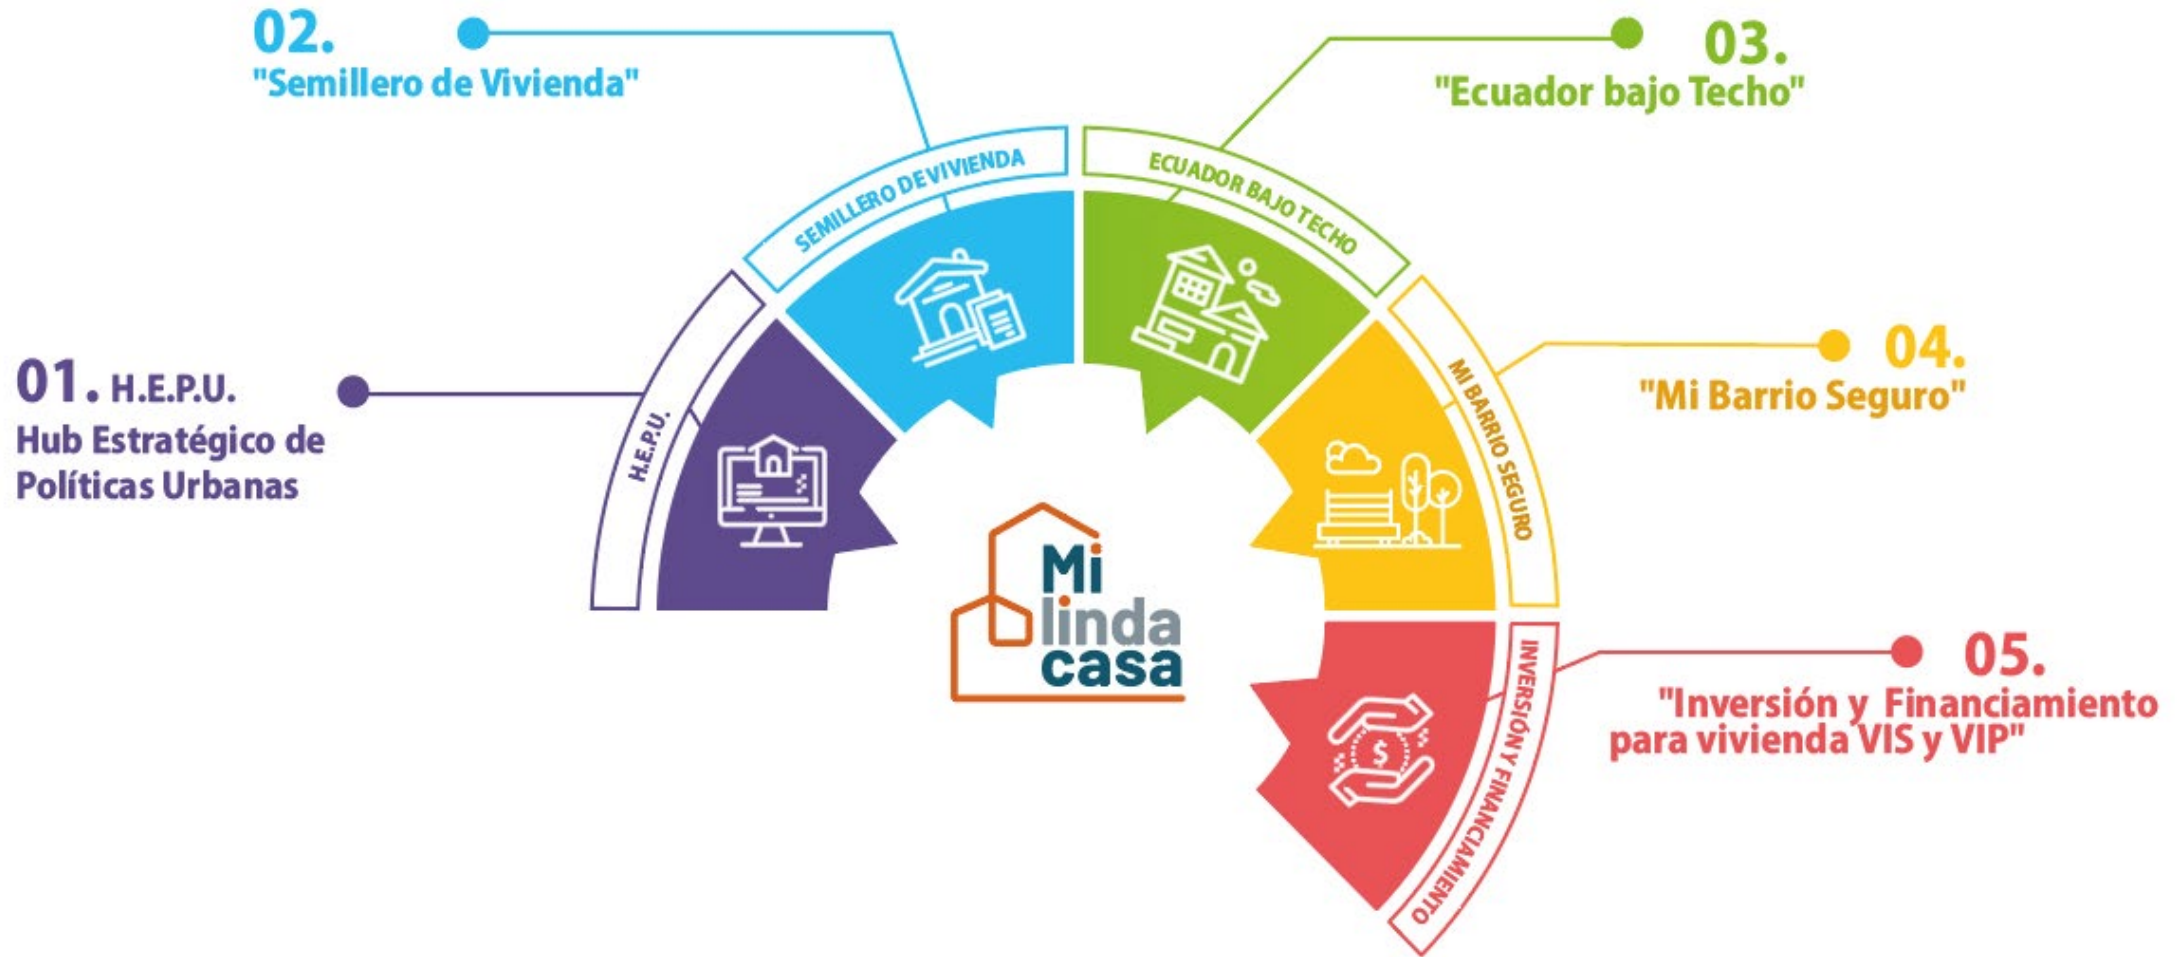 02.
"Semillero de Vivienda"
03.
"Ecuador bajo Techo"
SEMILLERO DE VIVIENDA
ECUADOR BAJO TECHO
01. H.E.P.U.
Hub Estratégico de
Políticas Urbanas
H.E.P.U.
MI BARRIO SEGURO
04.
"Mi Barrio Seguro"
Mi
linda
casa
INVERSIÓN Y FINANCIAMIENTO
$
05.
"Inversión y Financiamiento
para vivienda VIS y VIP"